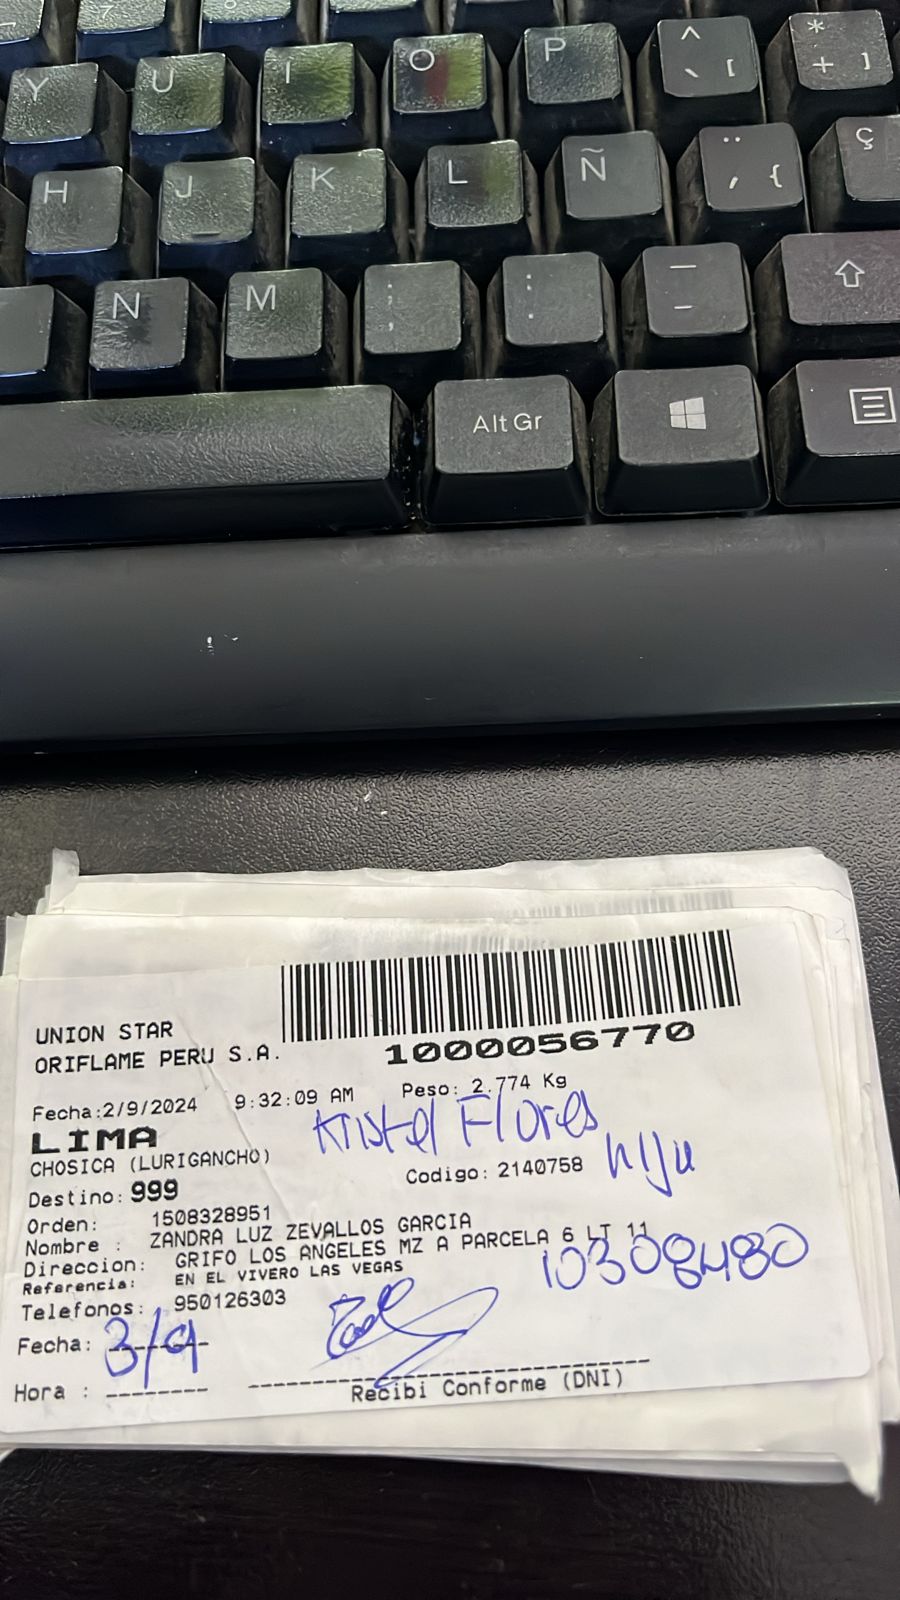 Y U I O P ^ ` [ * + ]
H J K L Ñ ¨ ´ { Ç
N M ; , : . _ -
Alt Gr
UNION STAR
ORIFLAME PERU S.A.
1000056770
Fecha:2/9/2024 9:32:09 AM Peso: 2.774 Kg
LIMA
Kristel Flores
CHOSICA (LURIGANCHO)
Codigo: 2140758
hija
Destino: 999
Orden: 1508328951
Nombre : ZANDRA LUZ ZEVALLOS GARCIA
Direccion: GRIFO LOS ANGELES MZ A PARCELA 6 LT 11
Referencia: EN EL VIVERO LAS VEGAS
10308480
Telefonos: 950126303
Fecha: 3/9
Hora :
Recibi Conforme (DNI)